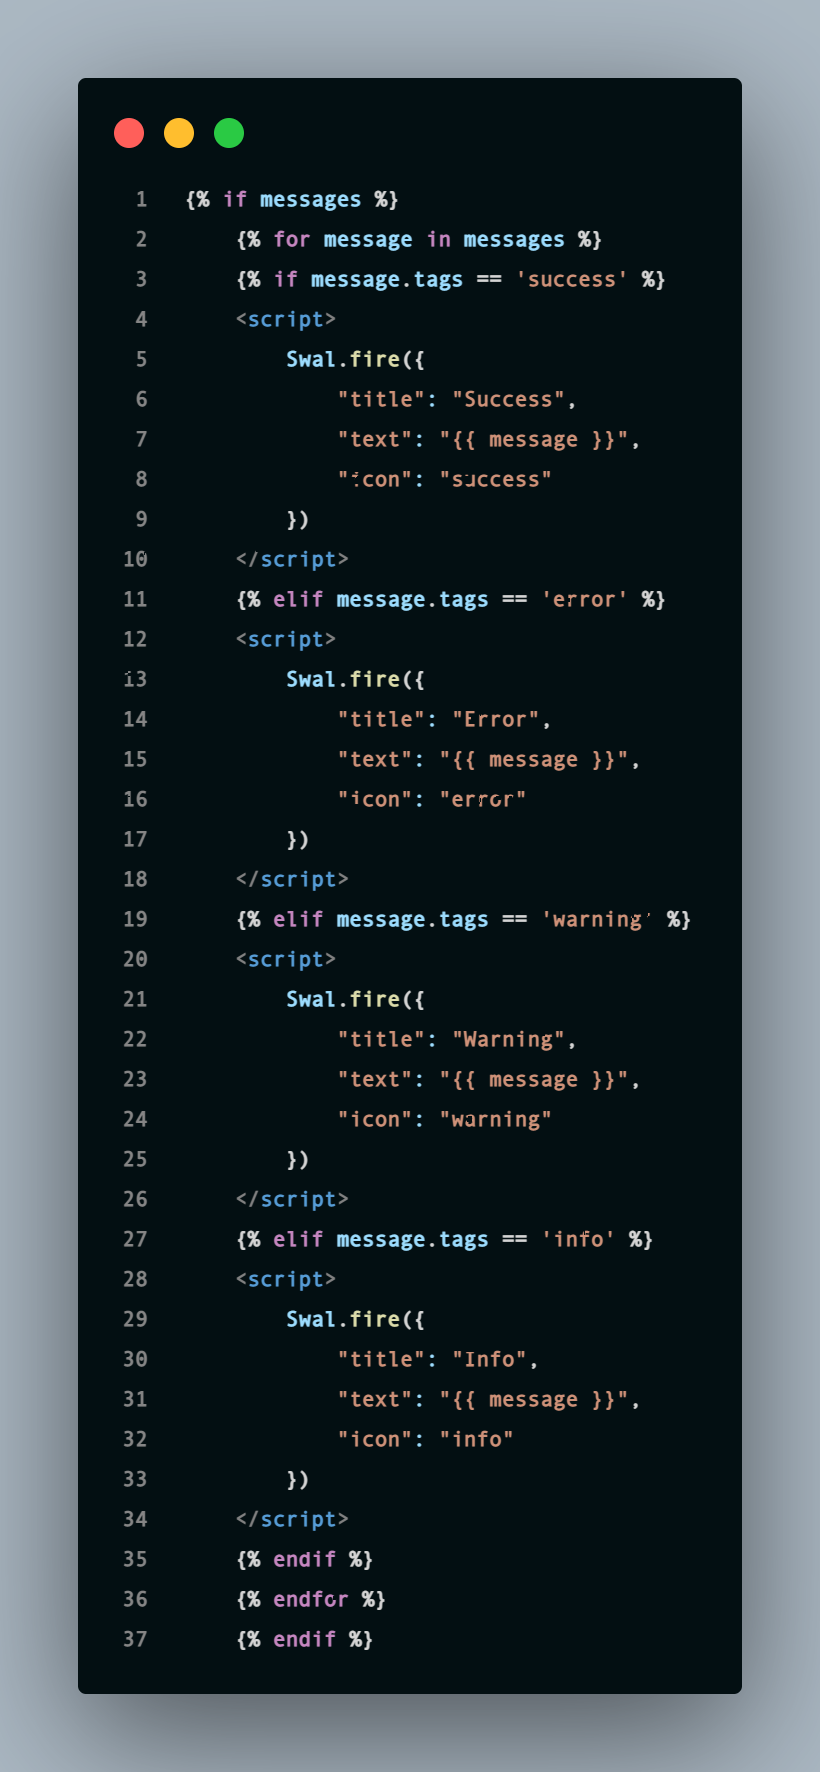 1 {% if messages %}
2 {% for message in messages %}
3 {% if message.tags == 'success' %}
4 <script>
5 Swal.fire({
6 "title": "Success",
7 "text": "{{ message }}",
8 "icon": "success"
9 })
10 </script>
11 {% elif message.tags == 'error' %}
12 <script>
13 Swal.fire({
14 "title": "Error",
15 "text": "{{ message }}",
16 "icon": "error"
17 })
18 </script>
19 {% elif message.tags == 'warning' %}
20 <script>
21 Swal.fire({
22 "title": "Warning",
23 "text": "{{ message }}",
24 "icon": "warning"
25 })
26 </script>
27 {% elif message.tags == 'info' %}
28 <script>
29 Swal.fire({
30 "title": "Info",
31 "text": "{{ message }}",
32 "icon": "info"
33 })
34 </script>
35 {% endif %}
36 {% endfor %}
37 {% endif %}